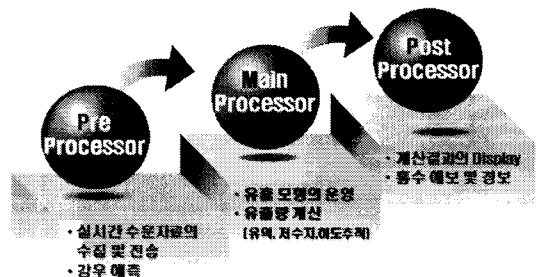 Pre
Processor
· 실시간 수문자료의
수집 및 전송
· 강우 예측
Main
Processor
· 유출 모형의 운영
· 유출량 계산
(유역, 저수지,하도추적)
Post
Processor
· 계산결과의 Display
· 홍수 예보 및 경보